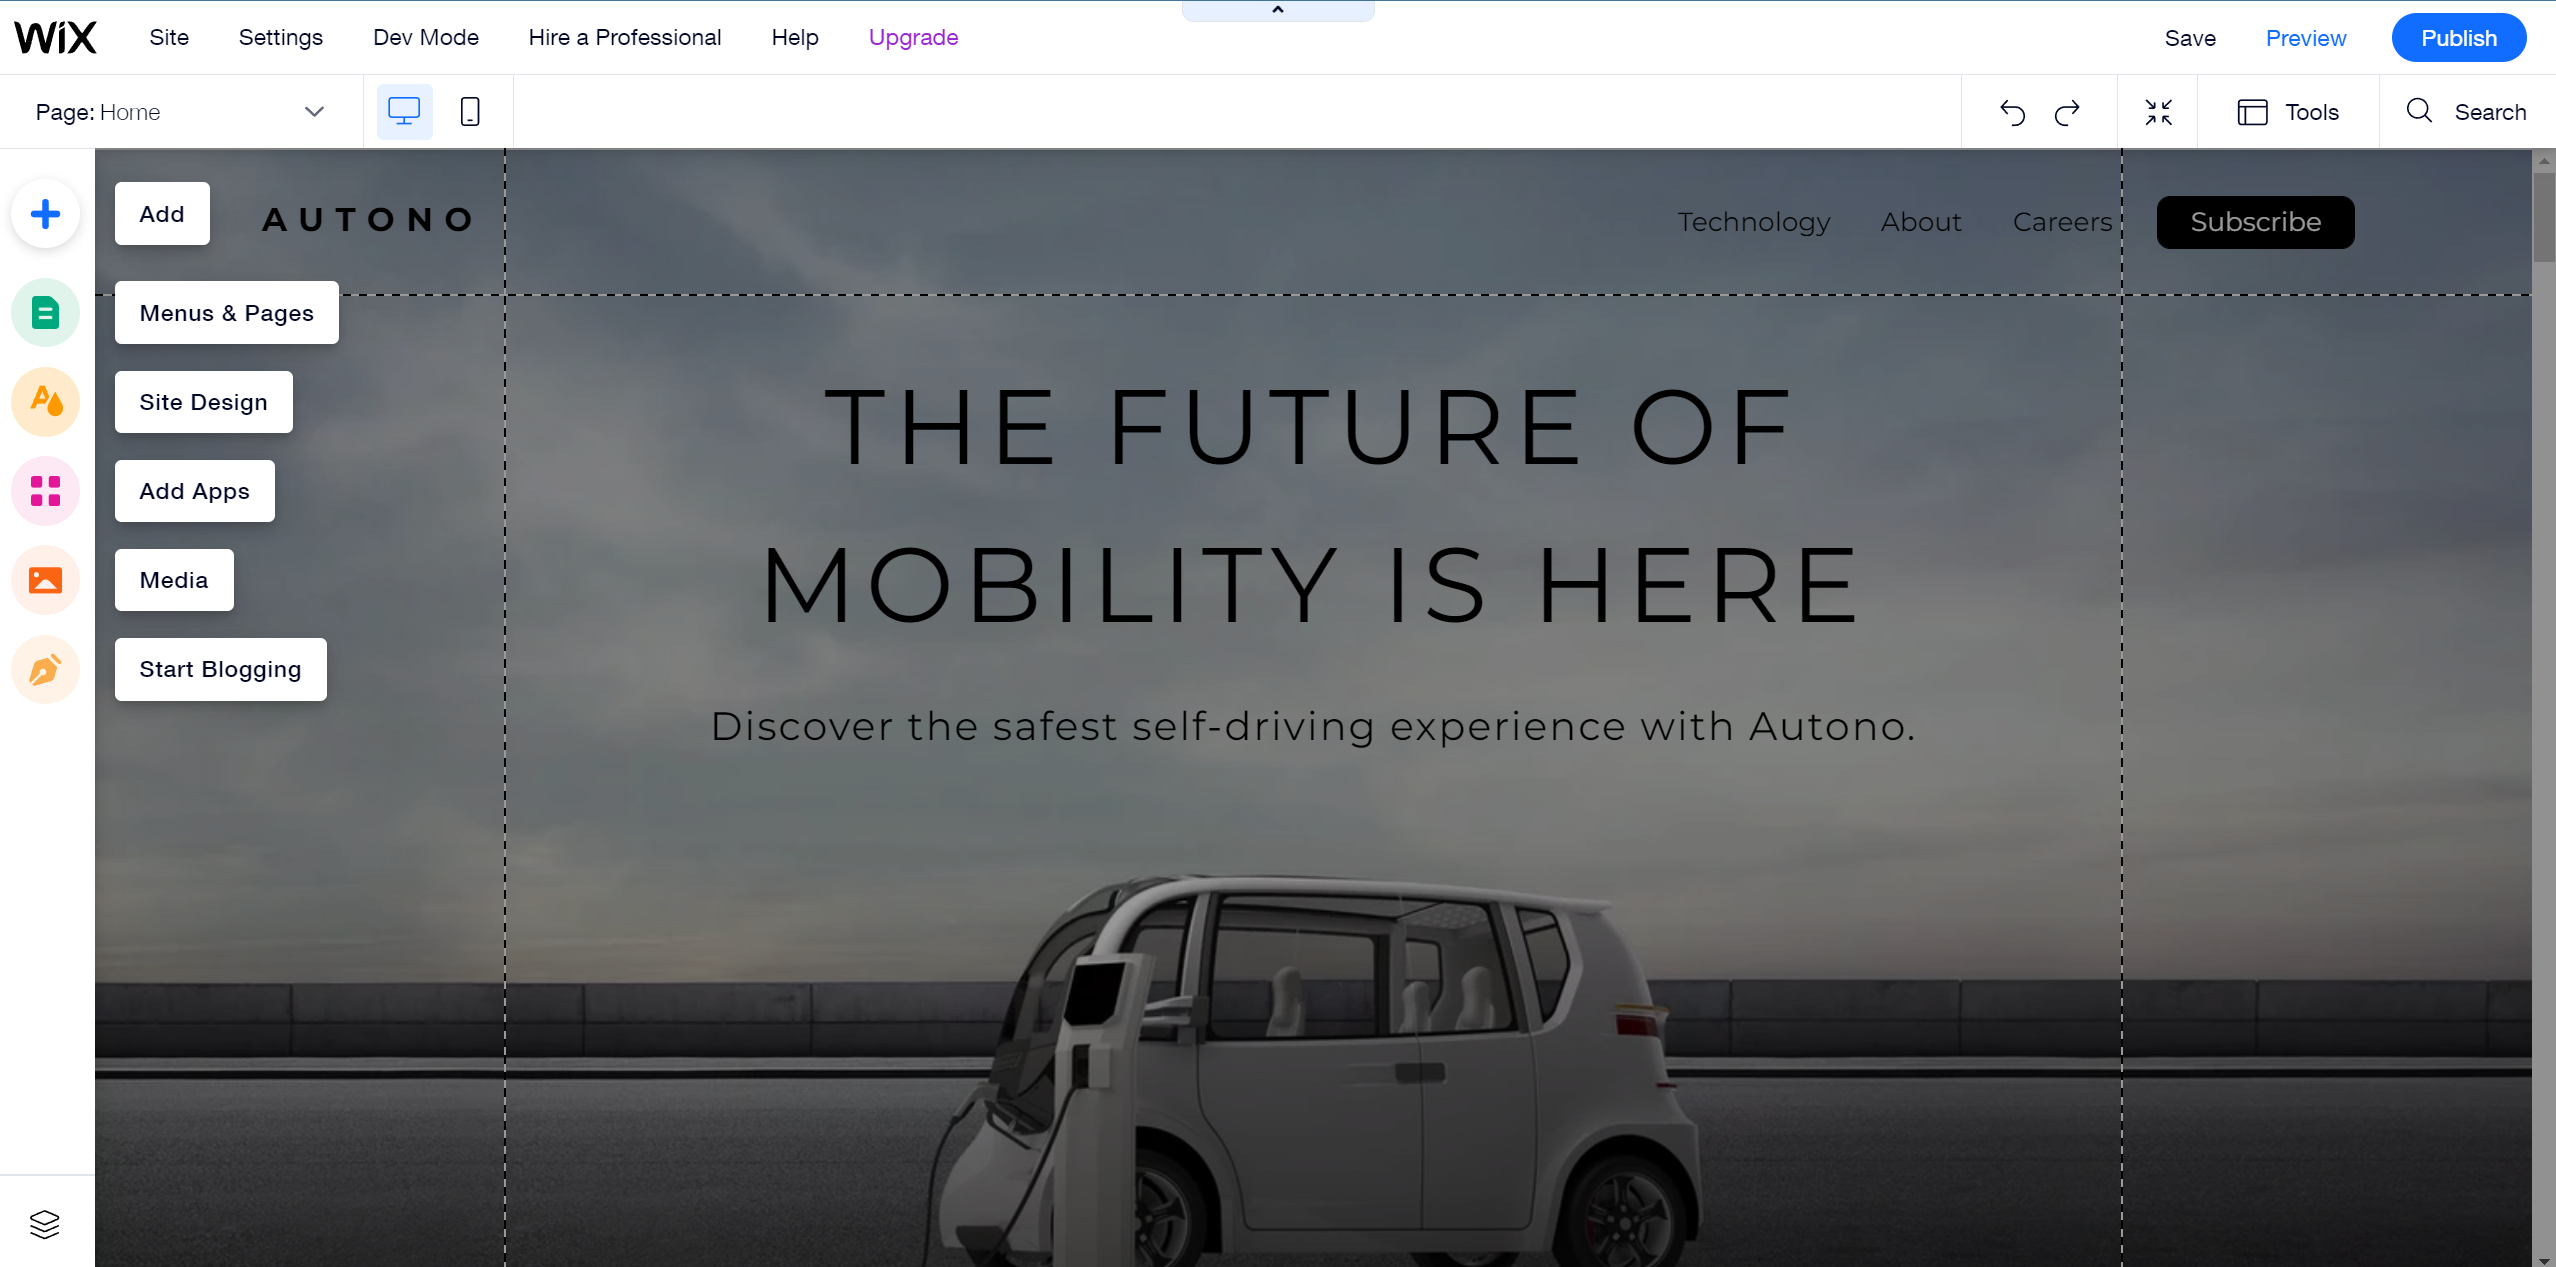 WiX Site Settings Dev Mode Hire a Professional Help Upgrade Save Preview Publish
Page: Home Tools Search
Add
AUTONO Technology About Careers Subscribe
Menus & Pages
Site Design
Add Apps
Media
Start Blogging
THE FUTURE OF
MOBILITY IS HERE
Discover the safest self-driving experience with Autono.